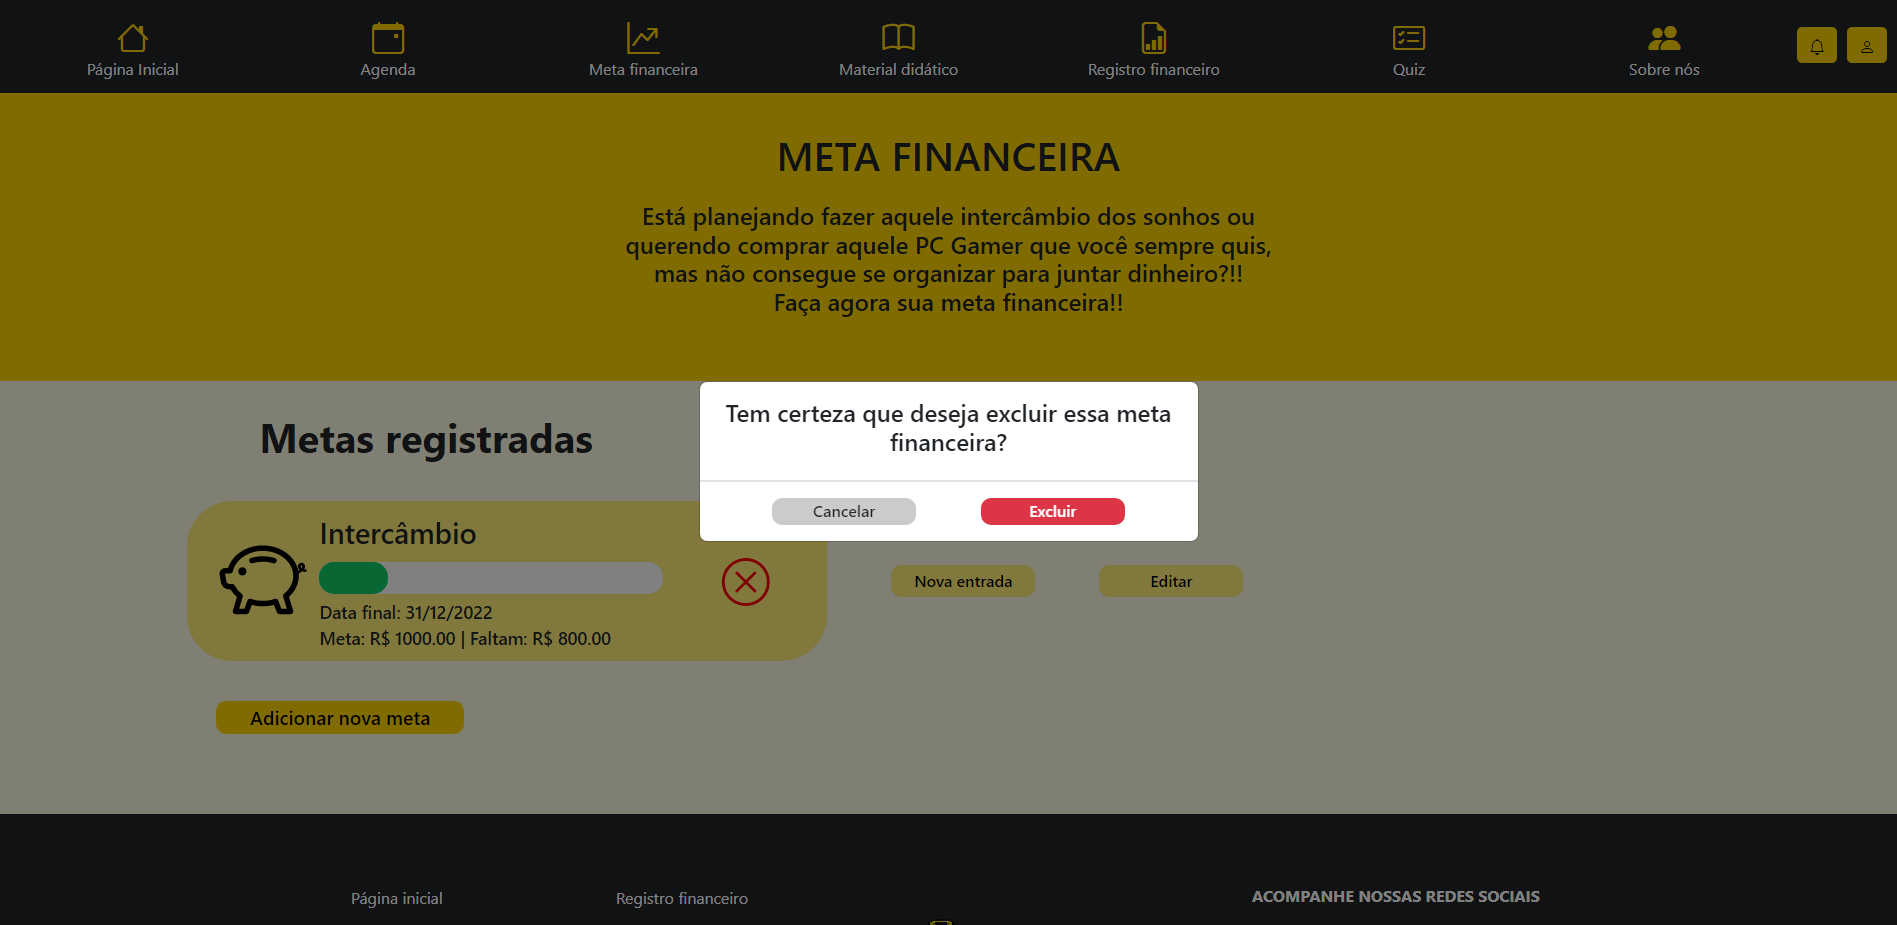 Página Inicial
Agenda
Meta financeira
Material didático
Registro financeiro
Quiz
Sobre nós
META FINANCEIRA
Está planejando fazer aquele intercâmbio dos sonhos ou
querendo comprar aquele PC Gamer que você sempre quis,
mas não consegue se organizar para juntar dinheiro?!!
Faça agora sua meta financeira!!
Tem certeza que deseja excluir essa meta
financeira?
Cancelar
Excluir
Metas registradas
Intercâmbio
Data final: 31/12/2022
Meta: R$ 1000.00 | Faltam: R$ 800.00
Nova entrada
Editar
Adicionar nova meta
Página inicial
Registro financeiro
ACOMPANHE NOSSAS REDES SOCIAIS